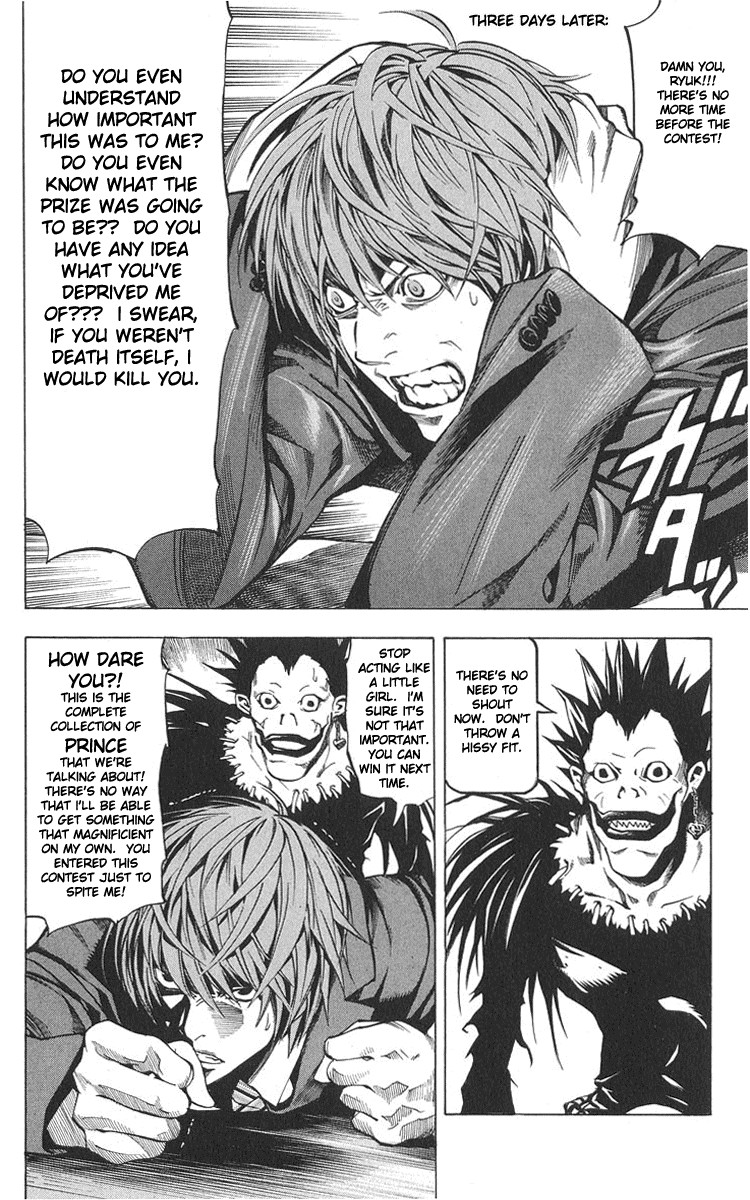 THREE DAYS LATER:
DAMN YOU,
RYUK!!!
THERE'S NO
MORE TIME
BEFORE THE
CONTEST!
DO YOU EVEN
UNDERSTAND
HOW IMPORTANT
THIS WAS TO ME?
DO YOU EVEN
KNOW WHAT THE
PRIZE WAS GOING
TO BE?? DO YOU
HAVE ANY IDEA
WHAT YOU'VE
DEPRIVED ME
OF??? I SWEAR,
IF YOU WEREN'T
DEATH ITSELF, I
WOULD KILL YOU.
ガタッ
THERE'S NO
NEED TO
SHOUT
NOW. DON'T
THROW A
HISSY FIT.
STOP
ACTING LIKE
A LITTLE
GIRL. I'M
SURE IT'S
NOT THAT
IMPORTANT.
YOU CAN
WIN IT NEXT
TIME.
HOW DARE
YOU?!
THIS IS THE
COMPLETE
COLLECTION OF
PRINCE
THAT WE'RE
TALKING ABOUT!
THERE'S NO WAY
THAT I'LL BE ABLE
TO GET SOMETHING
THAT MAGNIFICIENT
ON MY OWN. YOU
ENTERED THIS
CONTEST JUST TO
SPITE ME!